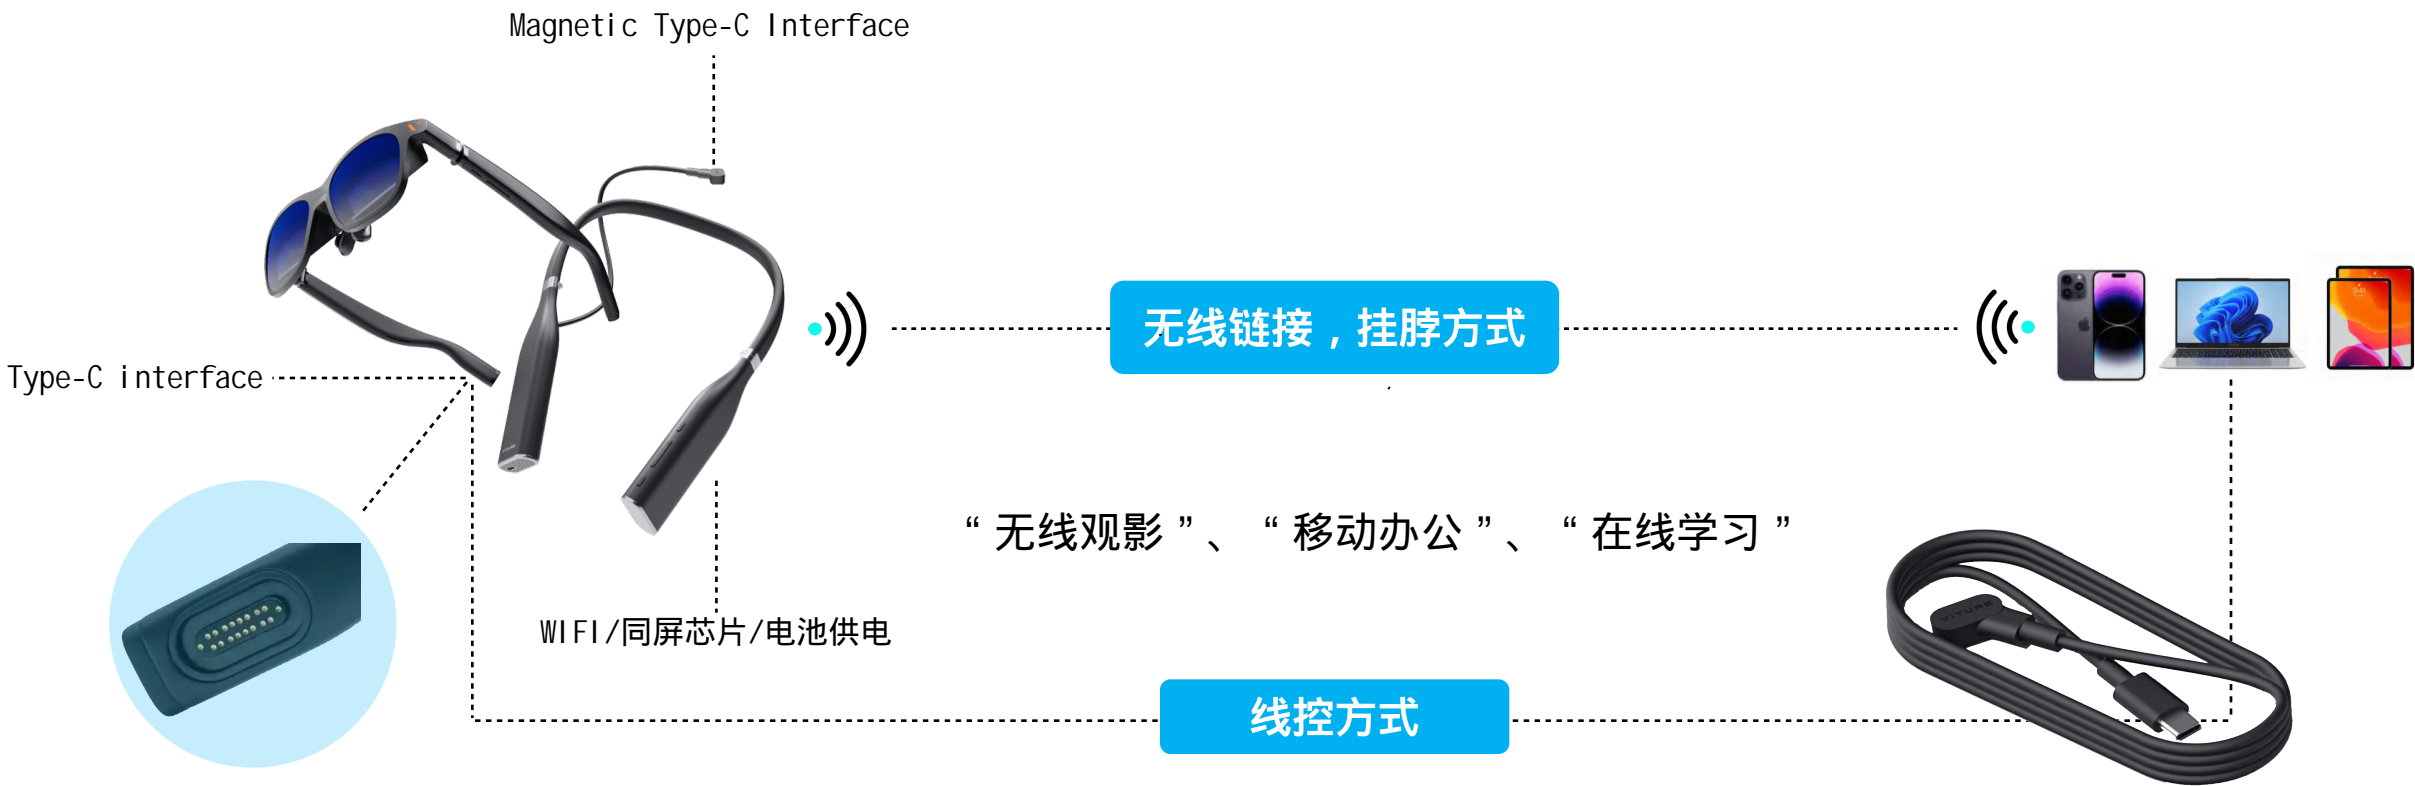 Magnetic Type-C Interface
无线链接，挂脖方式
Type-C interface
“无线观影”、“移动办公”、“在线学习”
WIFI/同屏芯片/电池供电
VITURE
线控方式